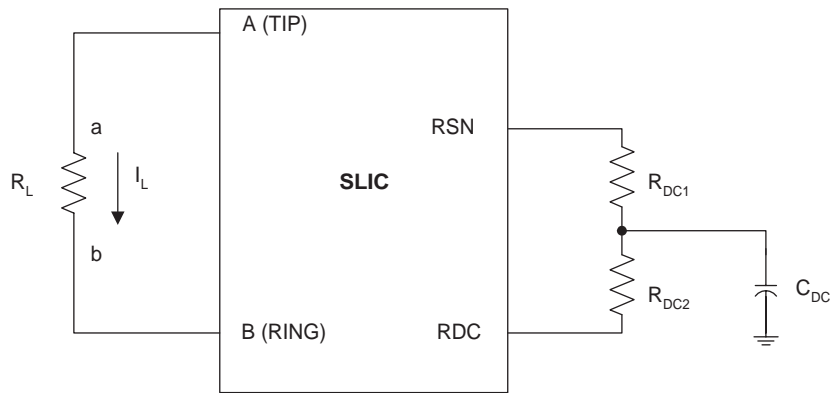 A (TIP)
RSN
a
R_L
I_L
SLIC
R_DC1
b
R_DC2
C_DC
B (RING)
RDC